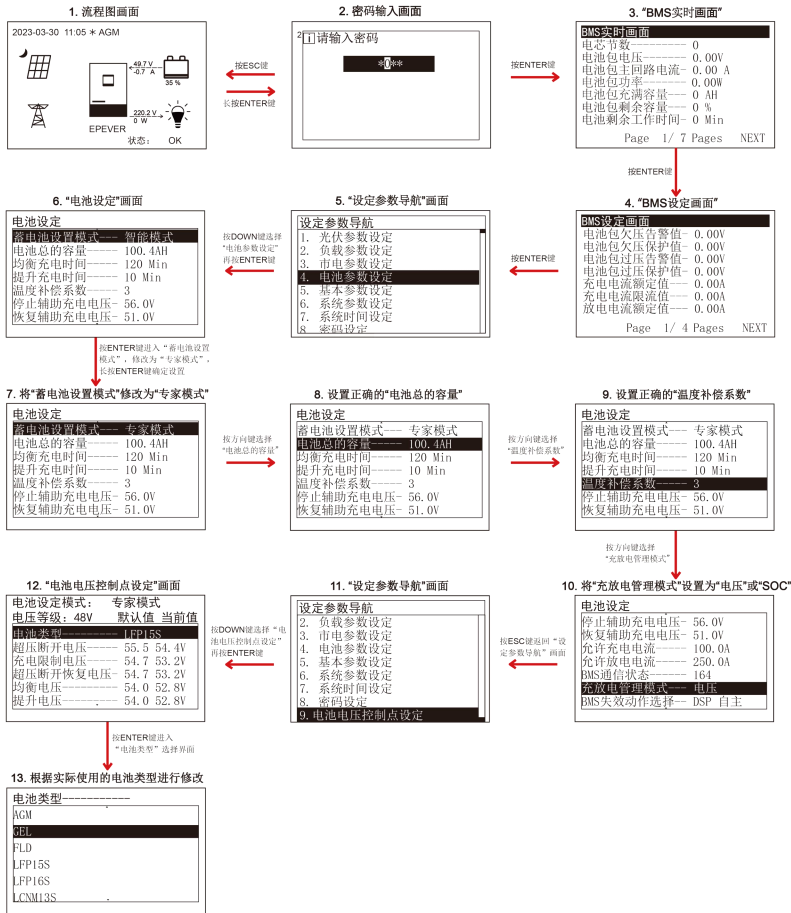 1. 流程图画面
2023-03-30 11:05 ＊ AGM
49.7 V
-0.7 A
35 %
220.2 V
0 W
EPEVER
状态： OK
按ESC键
长按ENTER键
2. 密码输入画面
请输入密码
*0**
按ENTER键
3. “BMS实时画面”
BMS实时画面
电芯节数-------- 0
电池包电压------ 0.00V
电池包主回路电流- 0.00 A
电池包功率------ 0.00W
电池包充满容量--- 0 AH
电池包剩余容量--- 0 %
电池剩余工作时间- 0 Min
Page 1/ 7 Pages NEXT
按ENTER键
4. “BMS设定画面”
BMS设定画面
电池包欠压告警值- 0.00V
电池包欠压保护值- 0.00V
电池包过压告警值- 0.00V
电池包过压保护值- 0.00V
充电电流额定值--- 0.00A
充电电流限流值--- 0.00A
放电电流额定值--- 0.00A
Page 1/ 4 Pages NEXT
按ENTER键
5. “设定参数导航”画面
设定参数导航
1. 光伏参数设定
2. 负载参数设定
3. 市电参数设定
4. 电池参数设定
5. 基本参数设定
6. 系统参数设定
7. 系统时间设定
8. 密码设定
按DOWN键选择
“电池参数设定”
再按ENTER键
6. “电池设定”画面
电池设定
蓄电池设置模式--- 智能模式
电池总的容量----- 100.4AH
均衡充电时间----- 120 Min
提升充电时间----- 10 Min
温度补偿系数----- 3
停止辅助充电电压- 56.0V
恢复辅助充电电压- 51.0V
按ENTER键进入“蓄电池设置
模式”，修改为“专家模式”，
长按ENTER键确定设置
7. 将“蓄电池设置模式”修改为“专家模式”
电池设定
蓄电池设置模式--- 专家模式
电池总的容量----- 100.4AH
均衡充电时间----- 120 Min
提升充电时间----- 10 Min
温度补偿系数----- 3
停止辅助充电电压- 56.0V
恢复辅助充电电压- 51.0V
按方向键选择
“电池总的容量”
8. 设置正确的“电池总的容量”
电池设定
蓄电池设置模式--- 专家模式
电池总的容量----- 100.4AH
均衡充电时间----- 120 Min
提升充电时间----- 10 Min
温度补偿系数----- 3
停止辅助充电电压- 56.0V
恢复辅助充电电压- 51.0V
按方向键选择
“温度补偿系数”
9. 设置正确的“温度补偿系数”
电池设定
蓄电池设置模式--- 专家模式
电池总的容量----- 100.4AH
均衡充电时间----- 120 Min
提升充电时间----- 10 Min
温度补偿系数----- 3
停止辅助充电电压- 56.0V
恢复辅助充电电压- 51.0V
按方向键选择
“充放电管理模式”
10. 将“充放电管理模式”设置为“电压”或“SOC”
电池设定
停止辅助充电电压- 56.0V
恢复辅助充电电压- 51.0V
允许充电电流----- 100.0A
允许放电电流----- 250.0A
BMS通信状态----- 164
充放电管理模式--- 电压
BMS失效动作选择-- DSP 自主
按ESC键返回“设
定参数导航”画面
11. “设定参数导航”画面
设定参数导航
2. 负载参数设定
3. 市电参数设定
4. 电池参数设定
5. 基本参数设定
6. 系统参数设定
7. 系统时间设定
8. 密码设定
9. 电池电压控制点设定
按DOWN键选择“电
池电压控制点设定”
再按ENTER键
12. “电池电压控制点设定”画面
电池设定模式： 专家模式
电压等级：48V 默认值 当前值
电池类型--------- LFP15S
超压断开电压----- 55.5 54.4V
充电限制电压----- 54.7 53.2V
超压断开恢复电压- 54.7 53.2V
均衡电压--------- 54.0 52.8V
提升电压--------- 54.0 52.8V
按ENTER键进入
“电池类型”选择界面
13. 根据实际使用的电池类型进行修改
电池类型-----------
AGM
GEL
FLD
LFP15S
LFP16S
LCNM13S